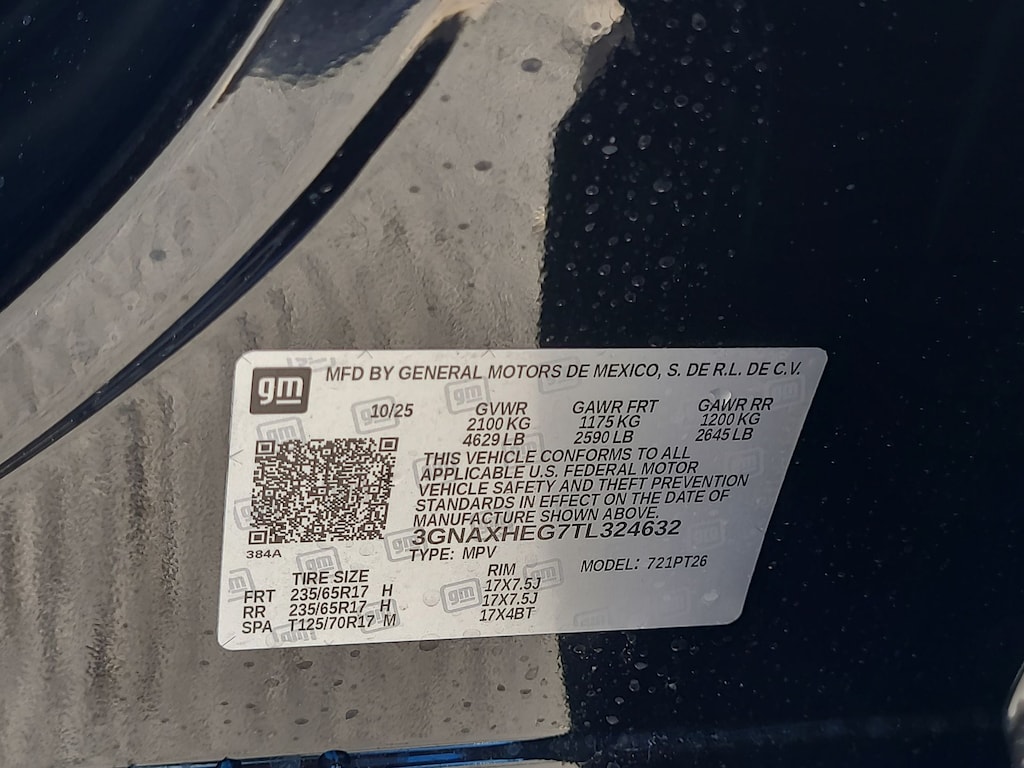 gm MFD BY GENERAL MOTORS DE MEXICO, S. DE R.L. DE C.V.
10/25 GVWR GAWR FRT GAWR RR
2100 KG 1175 KG 1200 KG
4629 LB 2590 LB 2645 LB
THIS VEHICLE CONFORMS TO ALL
APPLICABLE U.S. FEDERAL MOTOR
VEHICLE SAFETY AND THEFT PREVENTION
STANDARDS IN EFFECT ON THE DATE OF
MANUFACTURE SHOWN ABOVE.
3GNAXHEG7TL324632
384A TYPE: MPV MODEL: 721PT26
TIRE SIZE RIM
FRT 235/65R17 H 17X7.5J
RR 235/65R17 H 17X7.5J
SPA T125/70R17 M 17X4BT